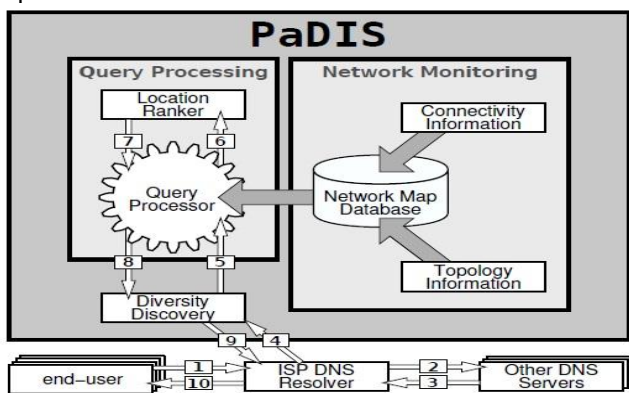 PaDIS
Query Processing
Network Monitoring
Location
Ranker
Connectivity
Information
7
6
Query
Processor
Network Map
Database
8
5
Topology
Information
Diversity
Discovery
9
4
end-user
1
10
ISP DNS
Resolver
2
3
Other DNS
Servers